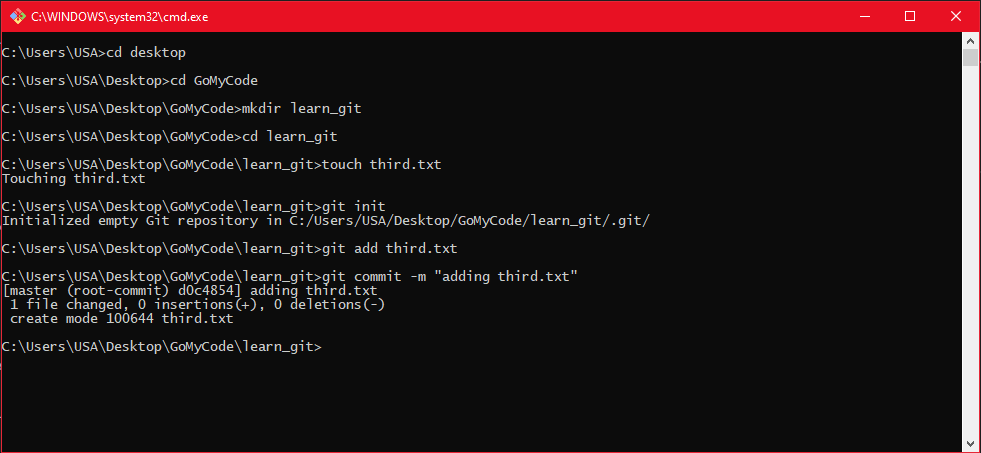 C:\WINDOWS\system32\cmd.exe
C:\Users\USA>cd desktop
C:\Users\USA\Desktop>cd GoMyCode
C:\Users\USA\Desktop\GoMyCode>mkdir learn_git
C:\Users\USA\Desktop\GoMyCode>cd learn_git
C:\Users\USA\Desktop\GoMyCode\learn_git>touch third.txt
Touching third.txt
C:\Users\USA\Desktop\GoMyCode\learn_git>git init
Initialized empty Git repository in C:/Users/USA/Desktop/GoMyCode/learn_git/.git/
C:\Users\USA\Desktop\GoMyCode\learn_git>git add third.txt
C:\Users\USA\Desktop\GoMyCode\learn_git>git commit -m "adding third.txt"
[master (root-commit) d0c4854] adding third.txt
 1 file changed, 0 insertions(+), 0 deletions(-)
 create mode 100644 third.txt
C:\Users\USA\Desktop\GoMyCode\learn_git>